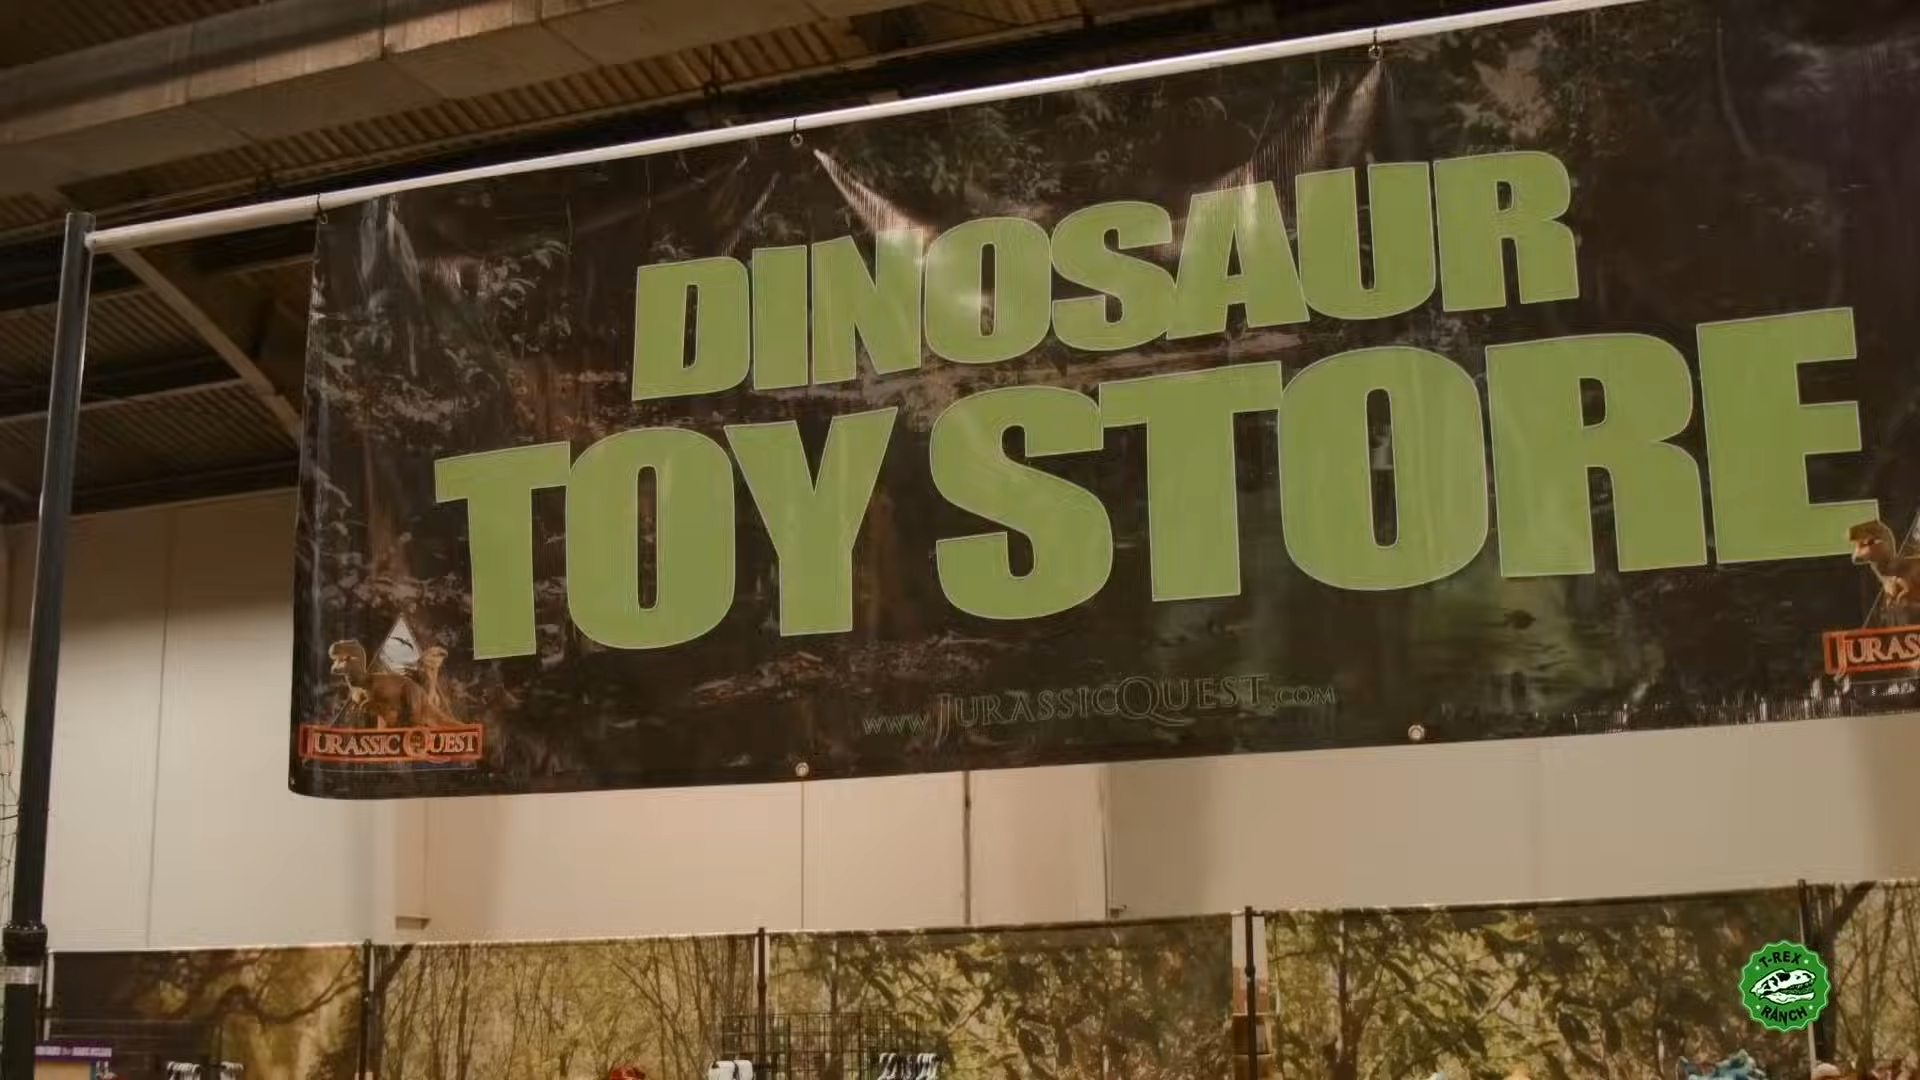 DINOSAUR
TOY STORE
www.JURASSICQUEST.com
JURASSIC QUEST
JURASS
T-REX
RANCH